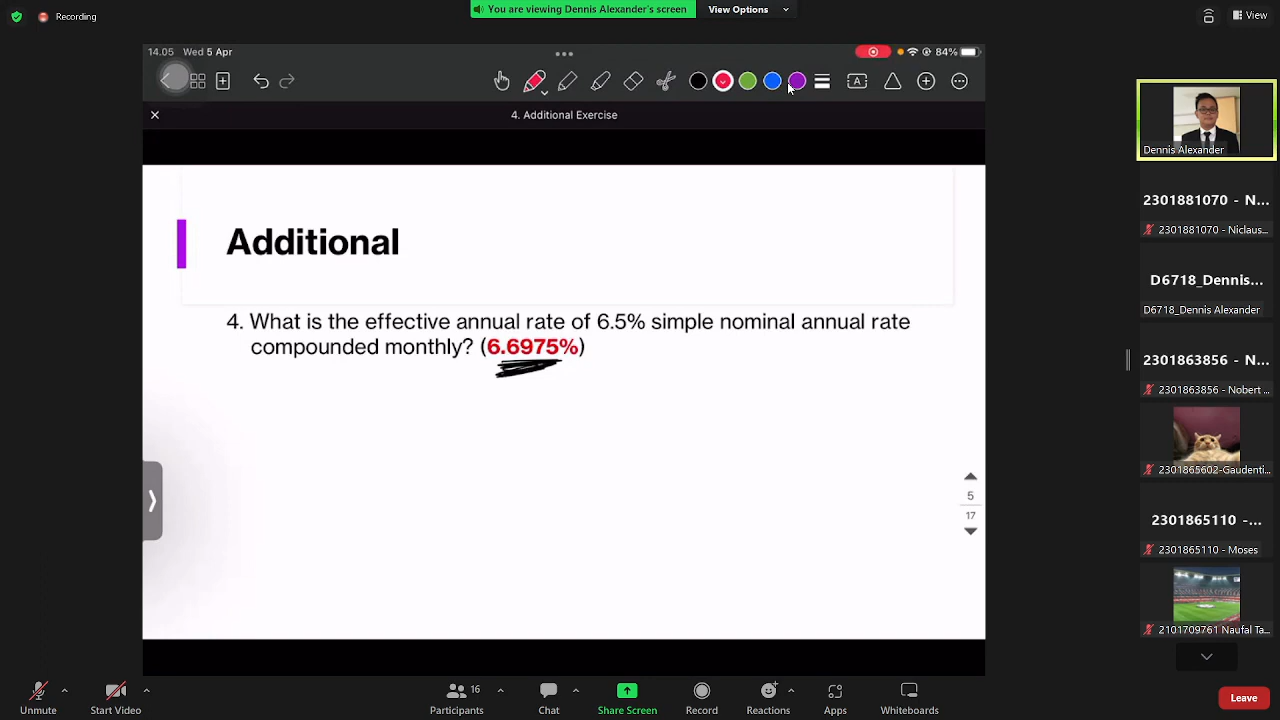 You are viewing Dennis Alexander's screen
View Options
Recording
View
14.05 Wed 5 Apr
84%
A
4. Additional Exercise
Additional
4. What is the effective annual rate of 6.5% simple nominal annual rate
compounded monthly? (6.6975%)
5
17
Dennis Alexander
2301881070 - N...
2301881070 - Niclaus...
D6718_Dennis...
D6718_Dennis Alexander
2301863856 - N...
2301863856 - Nobert ...
2301865602-Gaudenti...
2301865110 -...
2301865110 - Moses
2101709761 Naufal Ta...
Unmute
Start Video
16
Participants
Chat
Share Screen
Record
Reactions
Apps
Whiteboards
Leave